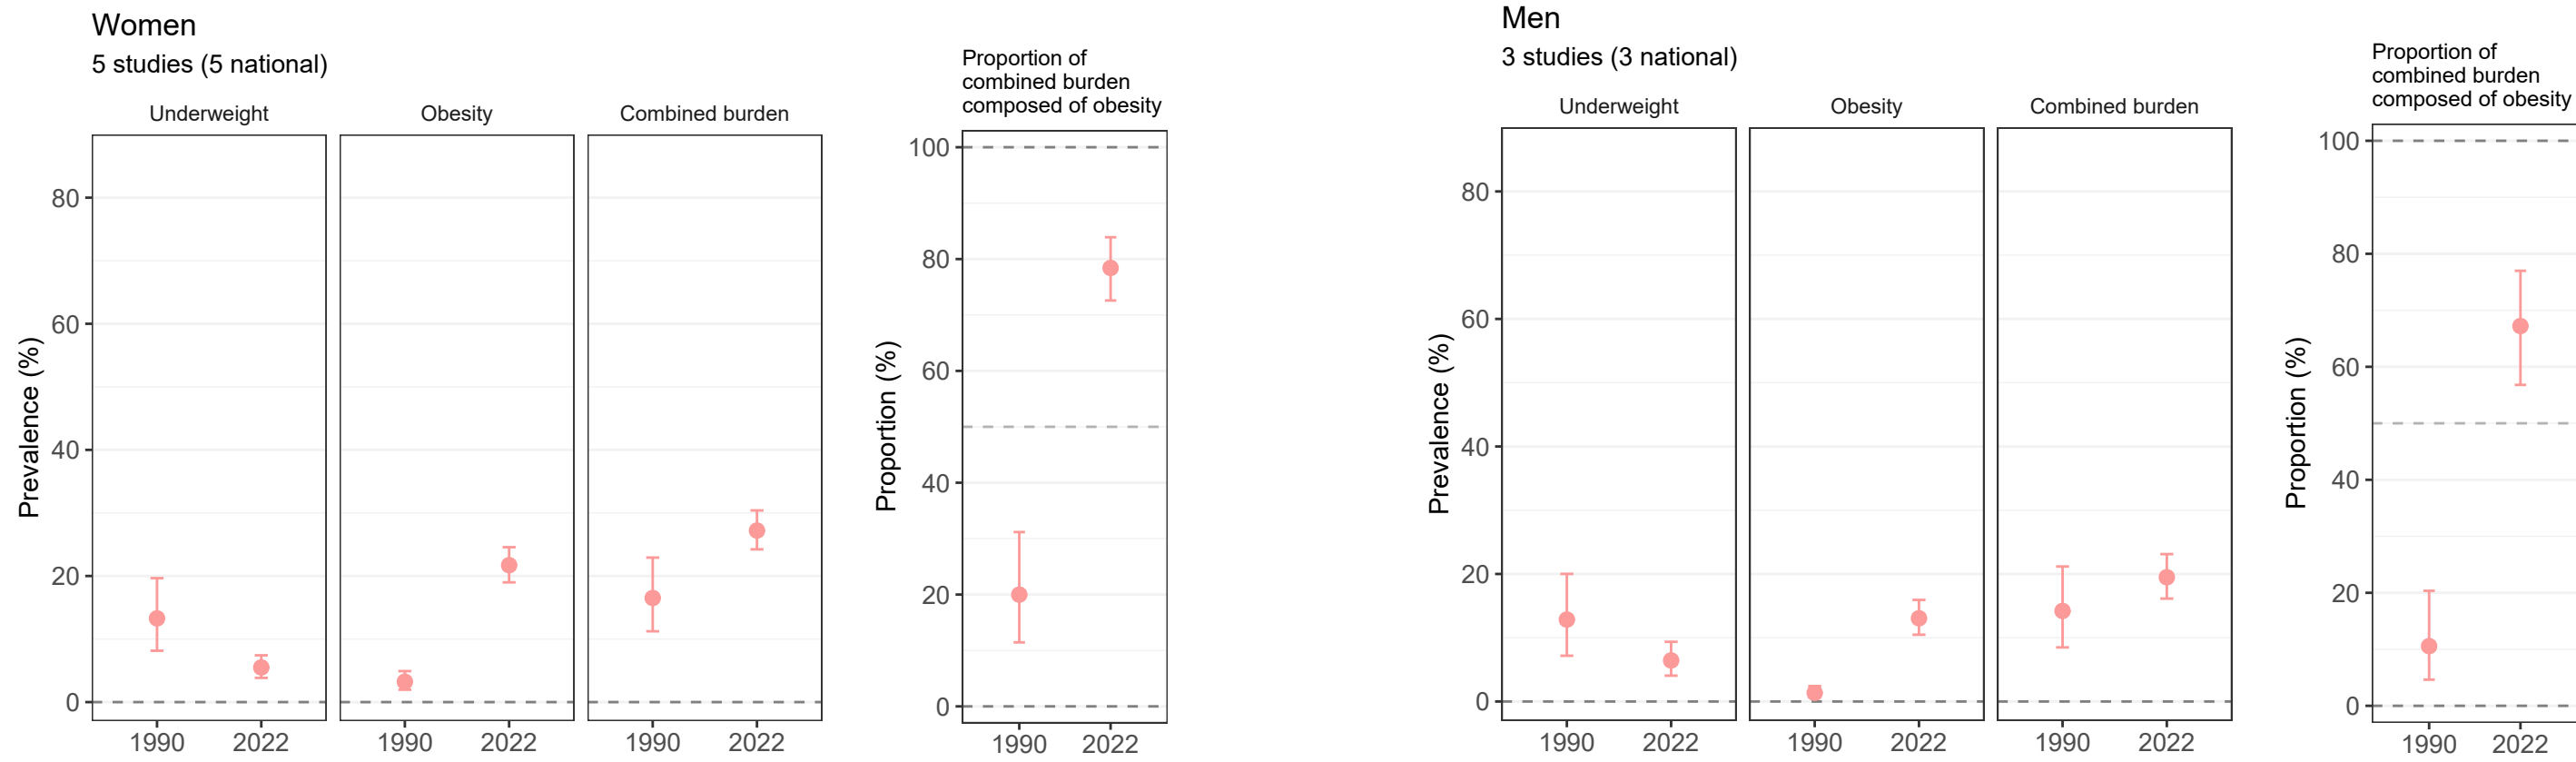 Women
5 studies (5 national)
Underweight
Obesity
Combined burden
Prevalence (%)
80
60
40
20
0
1990 2022
1990 2022
1990 2022
Proportion of
combined burden
composed of obesity
Proportion (%)
100
80
60
40
20
0
1990 2022
Men
3 studies (3 national)
Underweight
Obesity
Combined burden
Prevalence (%)
80
60
40
20
0
1990 2022
1990 2022
1990 2022
Proportion of
combined burden
composed of obesity
Proportion (%)
100
80
60
40
20
0
1990 2022